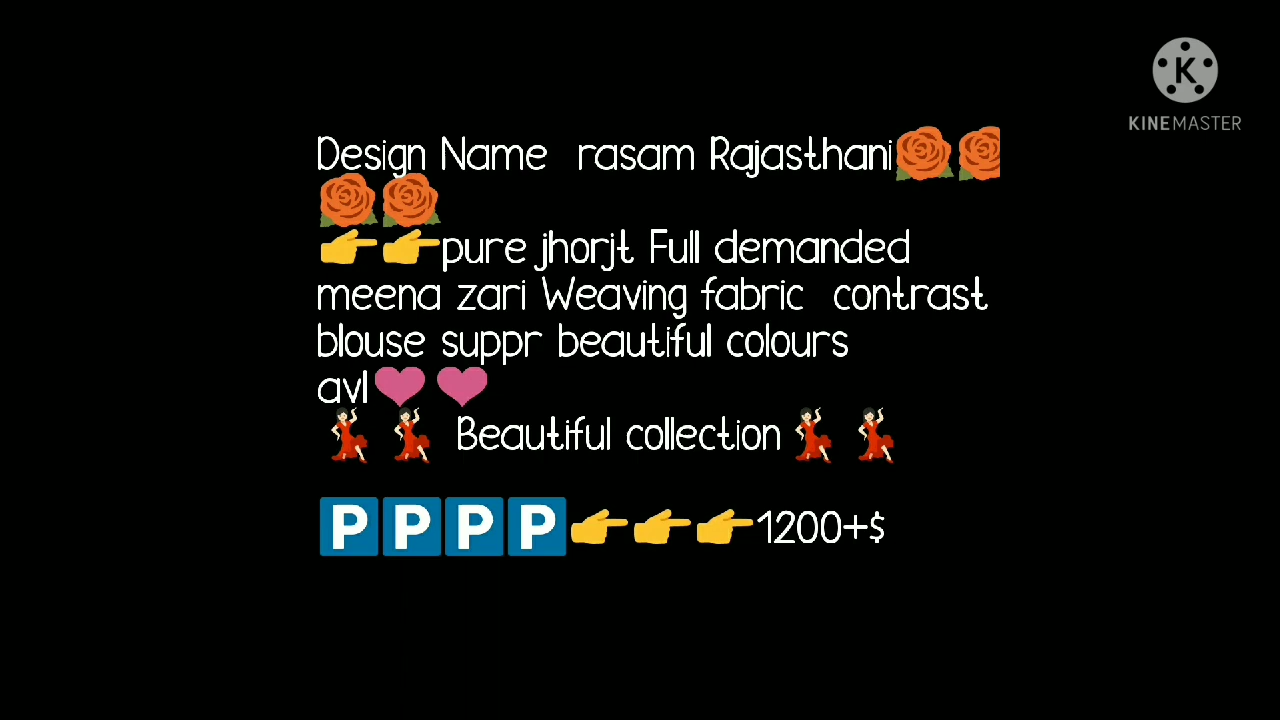 KINEMASTER
Design Name rasam Rajasthani🌹🌹
🌹🌹
👉👉pure jhorjt Full demanded
meena zari Weaving fabric contrast
blouse suppr beautiful colours
avl❤❤
💃💃 Beautiful collection💃💃
🅿🅿🅿🅿👉👉👉1200+$